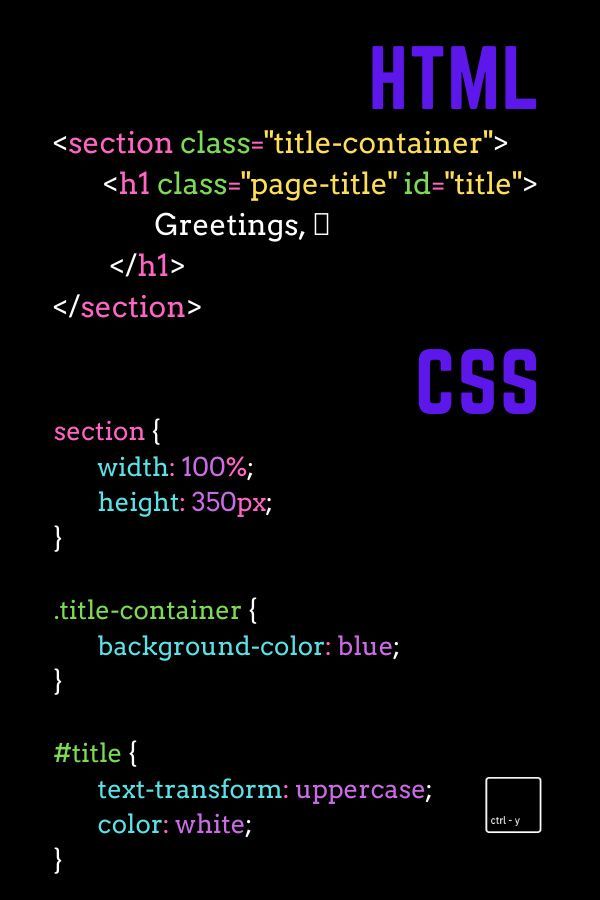 HTML
<section class="title-container">
<h1 class="page-title" id="title">
Greetings, 
</h1>
</section>
CSS
section {
width: 100%;
height: 350px;
}
.title-container {
background-color: blue;
}
#title {
text-transform: uppercase;
color: white;
}
ctrl - y